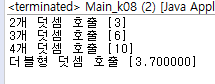 <terminated> Main_k08 (2) [Java Appl
2개 덧셈 호출 [3]
3개 덧셈 호출 [6]
4개 덧셈 호출 [10]
더블형 덧셈 호출 [3.700000]